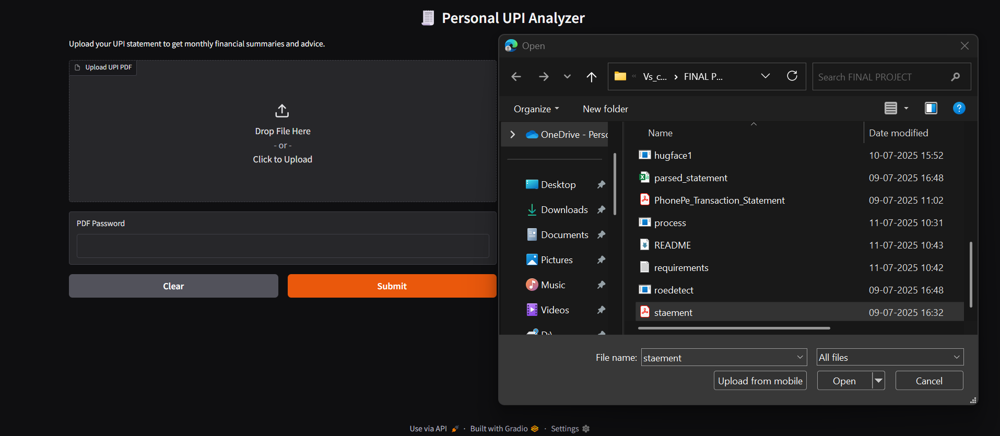 Personal UPI Analyzer
Upload your UPI statement to get monthly financial summaries and advice.
Upload UPI PDF
Drop File Here
- or -
Click to Upload
PDF Password
Clear
Submit
Open
« Vs_c... › FINAL P...
Search FINAL PROJECT
Organize
New folder
?
OneDrive - Perso
Desktop
Downloads
Documents
Pictures
Music
Videos
D:\
Name Date modified
hugface1 10-07-2025 15:52
parsed_statement 09-07-2025 16:48
PhonePe_Transaction_Statement 09-07-2025 11:02
process 11-07-2025 10:31
README 11-07-2025 10:43
requirements 11-07-2025 10:42
roedetect 09-07-2025 16:48
staement 09-07-2025 16:32
File name: staement
All files
Upload from mobile
Open
Cancel
Use via API · Built with Gradio · Settings